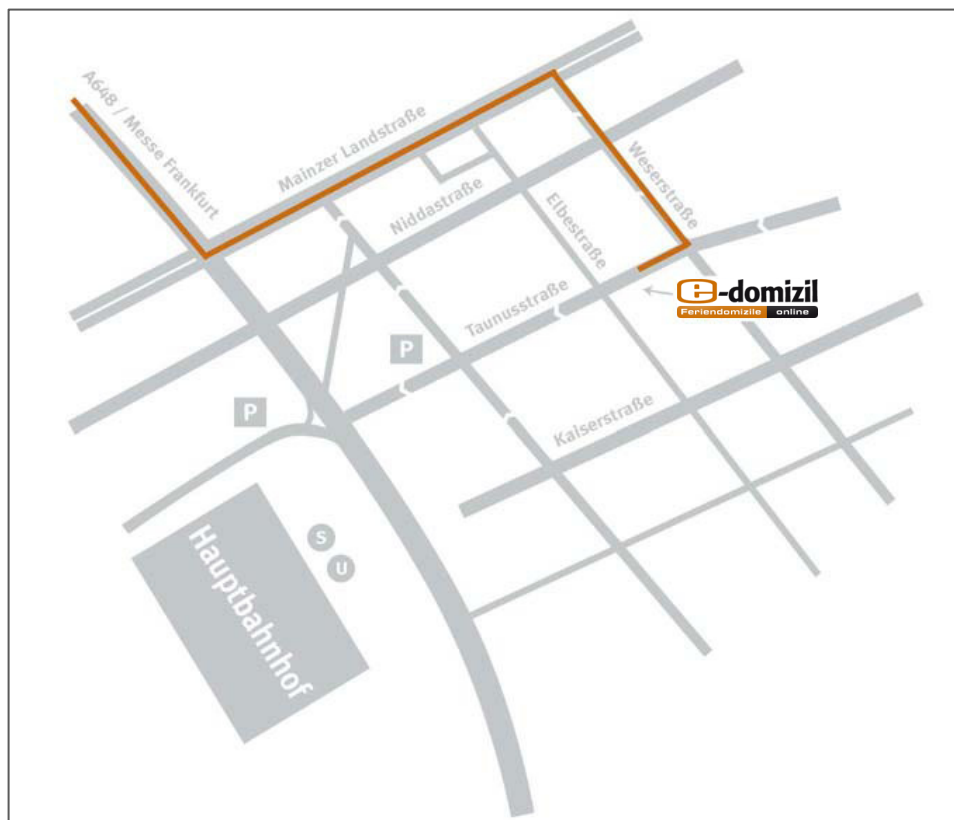 A648 / Messe Frankfurt
Mainzer Landstraße
Niddastraße
Elbestraße
Weserstraße
Taunusstraße
e-domizil
Feriendomizile online
P
P
Kaiserstraße
Hauptbahnhof
S
U